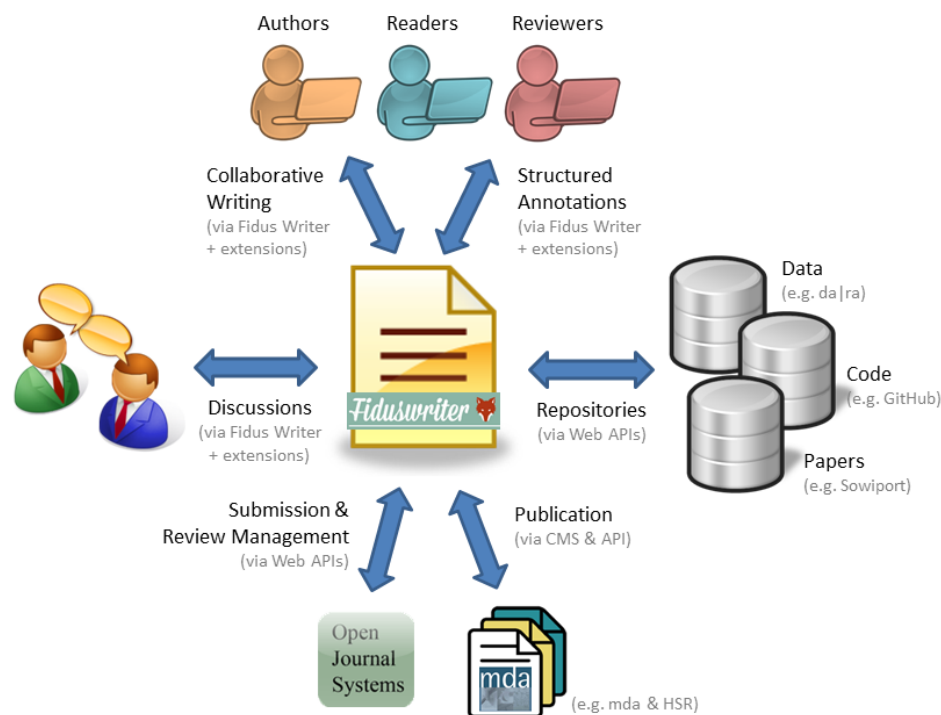 Authors
Readers
Reviewers
Collaborative
Writing
(via Fidus Writer
+ extensions)
Structured
Annotations
(via Fidus Writer
+ extensions)
Data
(e.g. da|ra)
Code
(e.g. GitHub)
Papers
(e.g. Sowiport)
Fiduswriter
Discussions
(via Fidus Writer
+ extensions)
Repositories
(via Web APIs)
Submission &
Review Management
(via Web APIs)
Publication
(via CMS & API)
Open
Journal
Systems
mda
(e.g. mda & HSR)